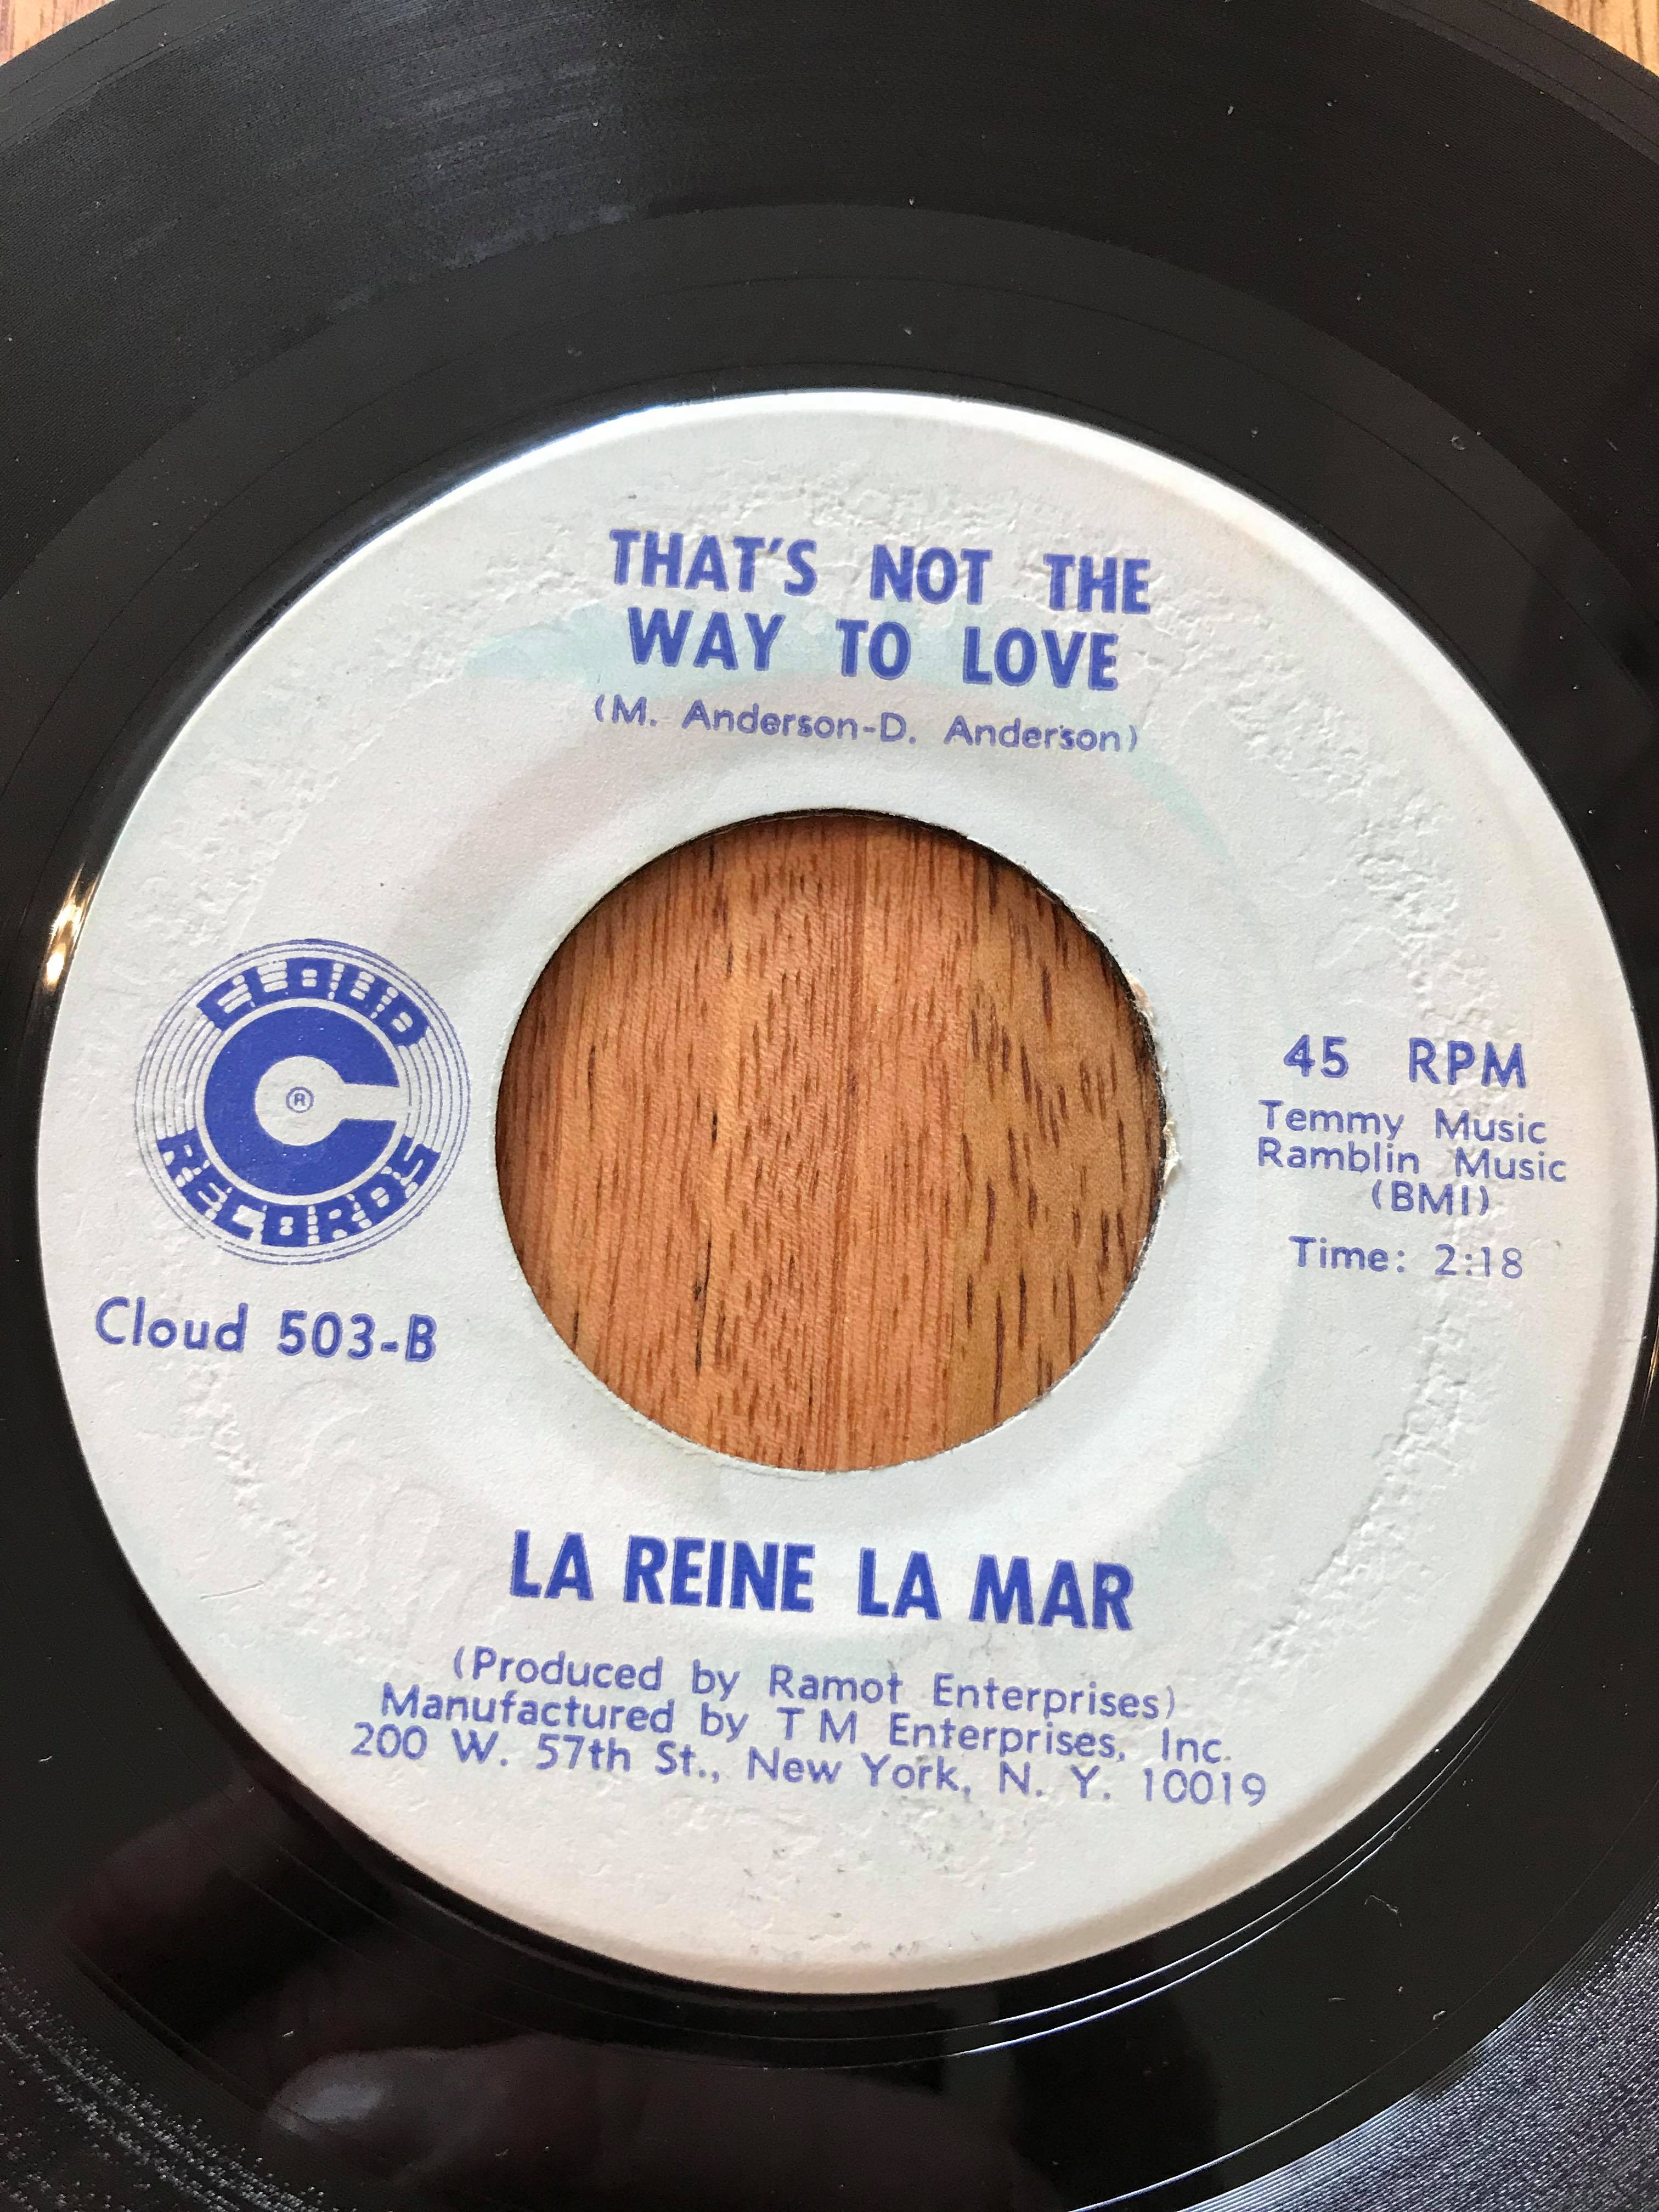 THAT'S NOT THE
WAY TO LOVE
(M. Anderson-D. Anderson)
CLOUD
C
®
RECORDS
Cloud 503-B
45 RPM
Temmy Music
Ramblin Music
(BMI)
Time: 2:18
LA REINE LA MAR
(Produced by Ramot Enterprises)
Manufactured by T M Enterprises, Inc.
200 W. 57th St., New York, N. Y. 10019